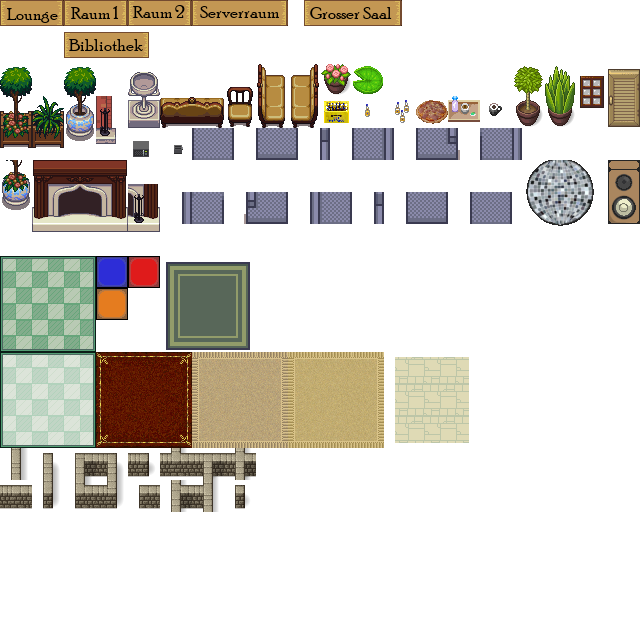 Lounge
Raum 1
Raum 2
Serverraum
Grosser Saal
Bibliothek